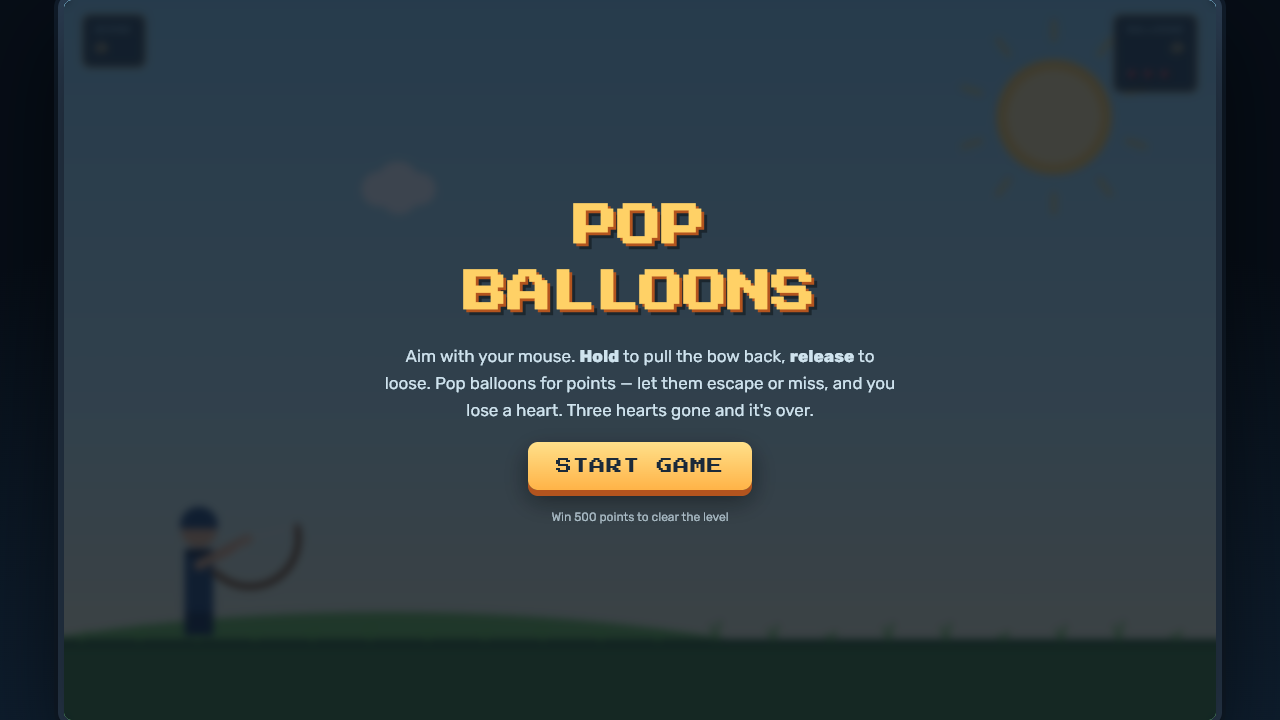 POP
BALLOONS
Aim with your mouse. Hold to pull the bow back, release to
loose. Pop balloons for points — let them escape or miss, and you
lose a heart. Three hearts gone and it's over.
START GAME
Win 500 points to clear the level